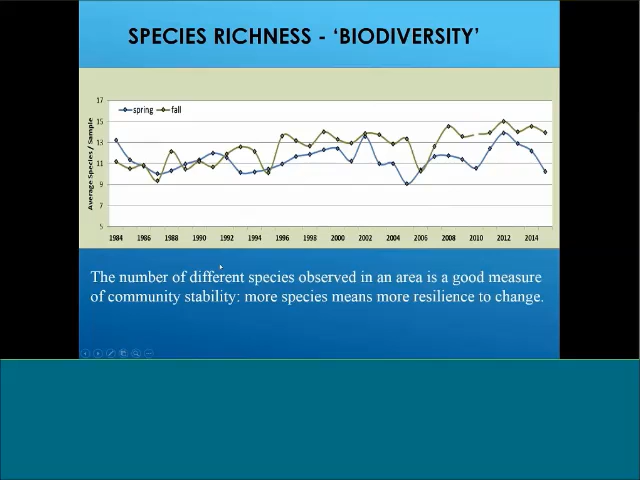 SPECIES RICHNESS - ‘BIODIVERSITY’
spring fall
Average Species / Sample
17
15
13
11
9
7
5
1984 1986 1988 1990 1992 1994 1996 1998 2000 2002 2004 2006 2008 2010 2012 2014
The number of different species observed in an area is a good measure
of community stability: more species means more resilience to change.